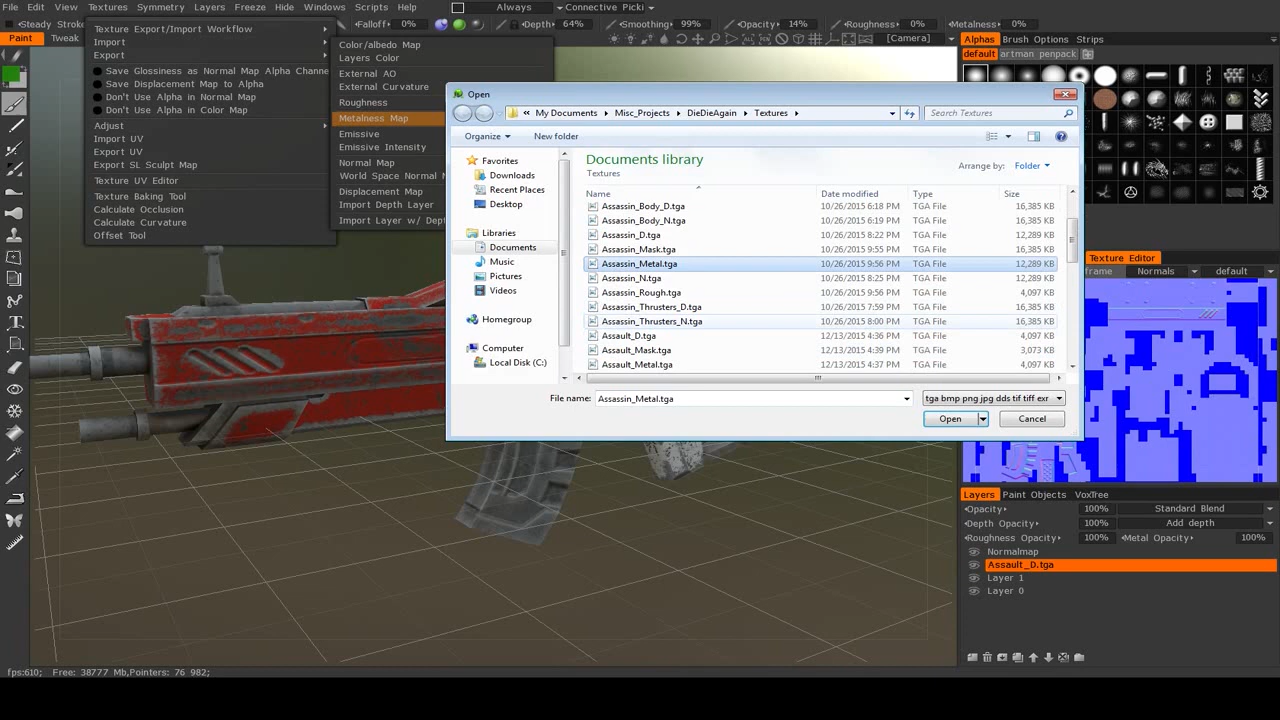 File Edit View Textures Symmetry Layers Freeze Hide Windows Scripts Help Always Connective Picki
Steady Stroke Falloff 0% Depth 64% Smoothing 99% Opacity 14% Roughness 0% Metalness 0%
Paint Tweak [Camera] Alphas Brush Options Strips
default artman penpack
Texture Export/Import Workflow
Import
Export
Save Glossiness as Normal Map Alpha Channe
Save Displacement Map to Alpha
Don't Use Alpha in Normal Map
Don't Use Alpha in Color Map
Adjust
Import UV
Export UV
Export SL Sculpt Map
Texture UV Editor
Texture Baking Tool
Calculate Occlusion
Calculate Curvature
Offset Tool
Color/albedo Map
Layers Color
External AO
External Curvature
Roughness
Metalness Map
Emissive
Emissive Intensity
Normal Map
World Space Normal
Displacement Map
Import Depth Layer
Import Layer w/ Dept
Open
« My Documents Misc_Projects DieDieAgain Textures Search Textures
Organize New folder
Favorites
Downloads
Recent Places
Desktop
Libraries
Documents
Music
Pictures
Videos
Homegroup
Computer
Local Disk (C:)
Documents library
Textures
Arrange by: Folder
Name Date modified Type Size
Assassin_Body_D.tga 10/26/2015 6:18 PM TGA File 16,385 KB
Assassin_Body_N.tga 10/26/2015 6:19 PM TGA File 16,385 KB
Assassin_D.tga 10/26/2015 8:22 PM TGA File 12,289 KB
Assassin_Mask.tga 10/26/2015 9:55 PM TGA File 16,385 KB
Assassin_Metal.tga 10/26/2015 9:56 PM TGA File 12,289 KB
Assassin_N.tga 10/26/2015 8:25 PM TGA File 12,289 KB
Assassin_Rough.tga 10/26/2015 9:56 PM TGA File 4,097 KB
Assassin_Thrusters_D.tga 10/26/2015 7:59 PM TGA File 16,385 KB
Assassin_Thrusters_N.tga 10/26/2015 8:00 PM TGA File 16,385 KB
Assault_D.tga 12/13/2015 4:36 PM TGA File 4,097 KB
Assault_Mask.tga 12/13/2015 4:39 PM TGA File 3,073 KB
Assault_Metal.tga 12/13/2015 4:37 PM TGA File 4,097 KB
File name: Assassin_Metal.tga tga bmp png jpg dds tif tiff exr
Open Cancel
Texture Editor
frame Normals default
Layers Paint Objects VoxTree
Opacity 100% Standard Blend
Depth Opacity 100% Add depth
Roughness Opacity 100% Metal Opacity 100%
Normalmap
Assault_D.tga
Layer 1
Layer 0
fps:610; Free: 38777 Mb,Pointers: 76 982;